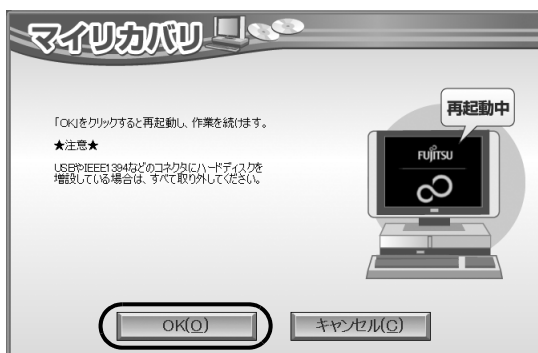 マイリカバリ
「OK」をクリックすると再起動し、作業を続けます。
★注意★
USBやIEEE1394などのコネクタにハードディスクを
増設している場合は、すべて取り外してください。
再起動中
FUJITSU
OK(O)
キャンセル(C)